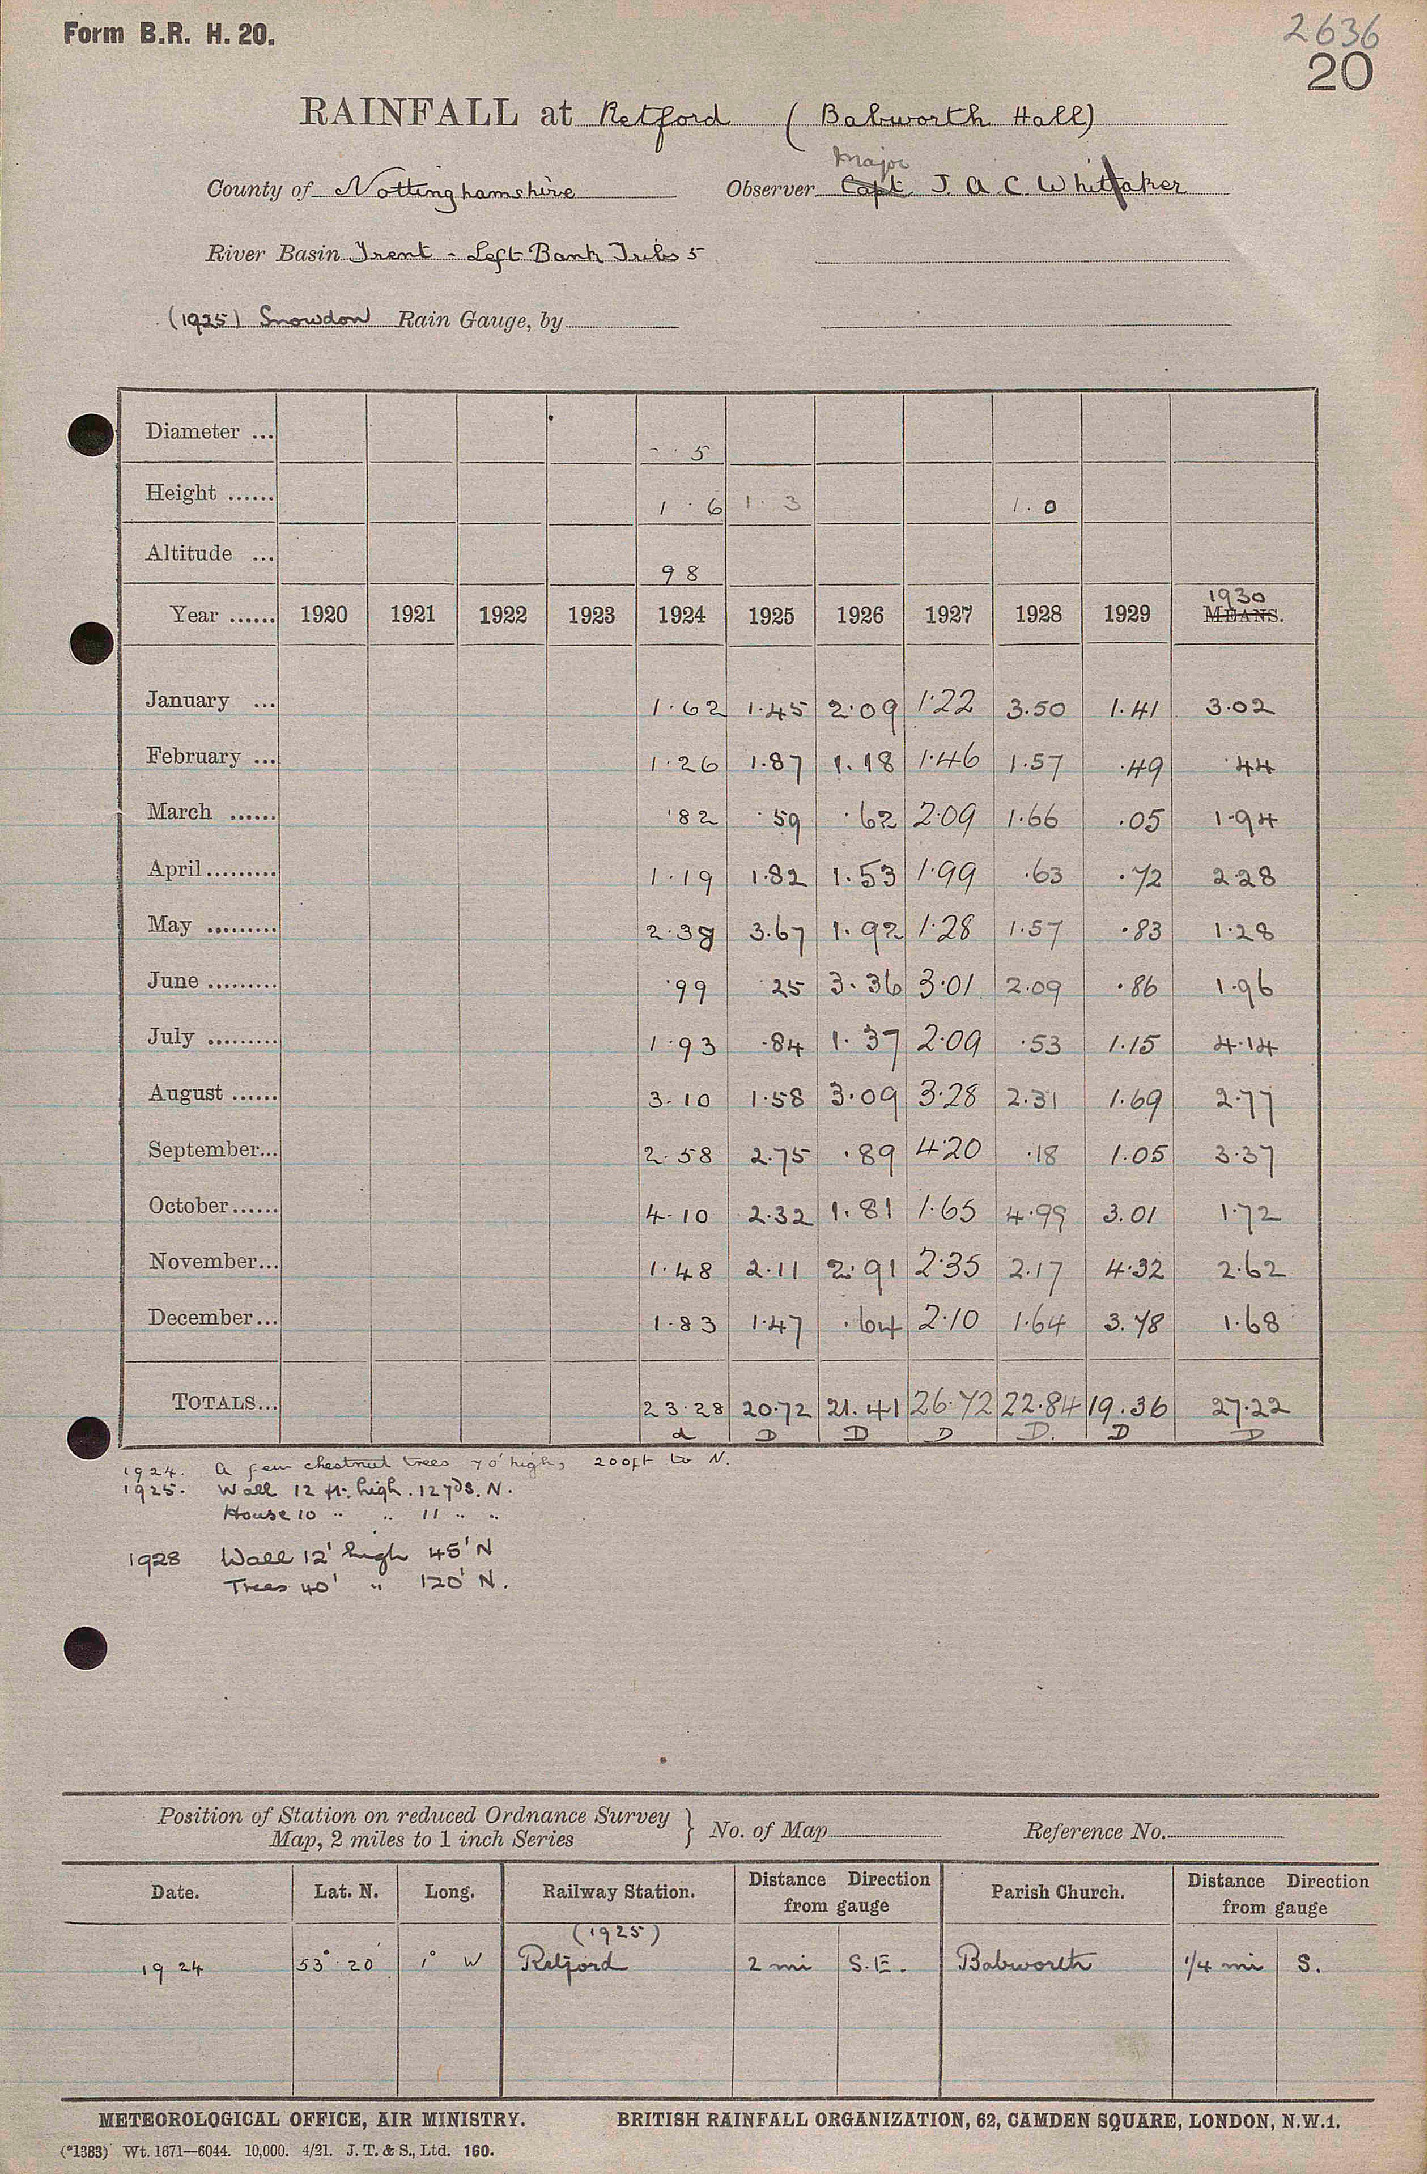 Form B.R. H. 20.
2636
20
RAINFALL at Retford (Babworth Hall)
Major
County of Nottinghamshire Observer Capt. J. A C. Whittaker
River Basin Trent - Left Bank Tribs 5
(1925) Snowdon Rain Gauge, by
Diameter ... 5
Height ...... 1 . 6 1 . 3 1 . 0
Altitude ... 98
1930
Year ...... 1920 1921 1922 1923 1924 1925 1926 1927 1928 1929 MEANS.
January ... 1.62 1.45 2.09 1.22 3.50 1.41 3.02
February ... 1.26 1.87 1.18 1.46 1.57 .49 .44
March ...... .82 .59 .62 2.09 1.66 .05 1.94
April ......... 1.19 1.82 1.53 1.99 .63 .72 2.28
May ......... 2.38 3.67 1.92 1.28 1.57 .83 1.28
June ......... .99 .25 3.36 3.01 2.09 .86 1.96
July ......... 1.93 .84 1.37 2.09 .53 1.15 4.14
August ...... 3.10 1.58 3.09 3.28 2.31 1.69 2.77
September... 2.58 2.75 .89 4.20 .18 1.05 3.37
October...... 4.10 2.32 1.81 1.65 4.99 3.01 1.72
November... 1.48 2.11 2.91 2.35 2.17 4.32 2.62
December... 1.83 1.47 .64 2.10 1.64 3.78 1.68
TOTALS... 23.28 20.72 21.41 26.72 22.84 19.36 27.22
d D D D D. D D
1924. A few chestnut trees 70' high, 200ft to N.
1925. Wall 12 ft. high. 12 yds. N.
House 10 " " 11 " "
1928 Wall 12' high 45' N
Trees 40' " 120' N.
Position of Station on reduced Ordnance Survey
Map, 2 miles to 1 inch Series } No. of Map Reference No.
Date. Lat. N. Long. Railway Station. Distance Direction from gauge Parish Church. Distance Direction from gauge
(1925)
1924 53° 20' 1° W Retford 2 mi S.E. Babworth 1/4 mi S.
METEOROLOGICAL OFFICE, AIR MINISTRY. BRITISH RAINFALL ORGANIZATION, 62, CAMDEN SQUARE, LONDON, N.W.1.
(*1383) Wt. 1671—6044. 10,000. 4/21. J. T. & S., Ltd. 160.